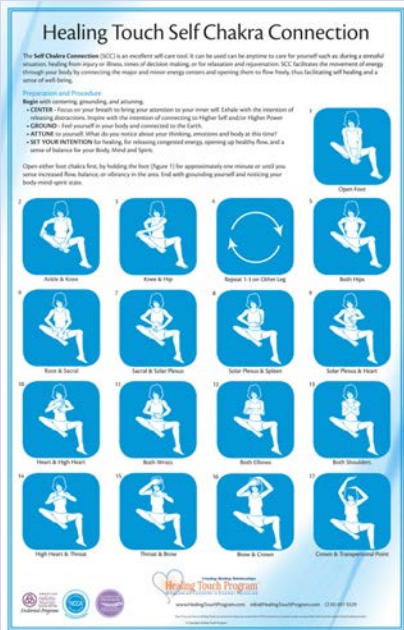 Healing Touch Self Chakra Connection
The Self Chakra Connection (SCC) is an excellent self-care tool. It can be used can be anytime to care for yourself such as: during a stressful
situation, healing from injury or illness, times of decision making, or for relaxation and rejuvenation. SCC facilitates the movement of energy
through your body by connecting the major and minor energy centers and opening them to flow freely, thus facilitating self healing and a
sense of well-being.
Preparation and Procedure
Begin with centering, grounding, and attuning.
• CENTER - Focus on your breath to bring your attention to your inner self. Exhale with the intention of
releasing distractions. Inspire with the intention of connecting to Higher Self and/or Higher Power
• GROUND - Feel yourself in your body and connected to the Earth.
• ATTUNE to yourself. What do you notice about your thinking, emotions and body at this time?
• SET YOUR INTENTION for healing, for releasing congested energy, opening up healthy flow, and a
sense of balance for your Body, Mind and Spirit.
Open either foot chakra first, by holding the foot (figure 1) for approximately one minute or until you
sense increased flow, balance, or vibrancy in the area. End with grounding yourself and noticing your
body-mind-spirit state.
1
Open Foot
2
Ankle & Knee
3
Knee & Hip
4
Repeat 1-3 on Other Leg
5
Both Hips
6
Root & Sacral
7
Sacral & Solar Plexus
8
Solar Plexus & Spleen
9
Solar Plexus & Heart
10
Heart & High Heart
11
Both Wrists
12
Both Elbows
13
Both Shoulders
14
High Heart & Throat
15
Throat & Brow
16
Brow & Crown
17
Crown & Transpersonal Point
Healing Touch Program
www.HealingTouchProgram.com info@HealingTouchProgram.com
Endorsed Program